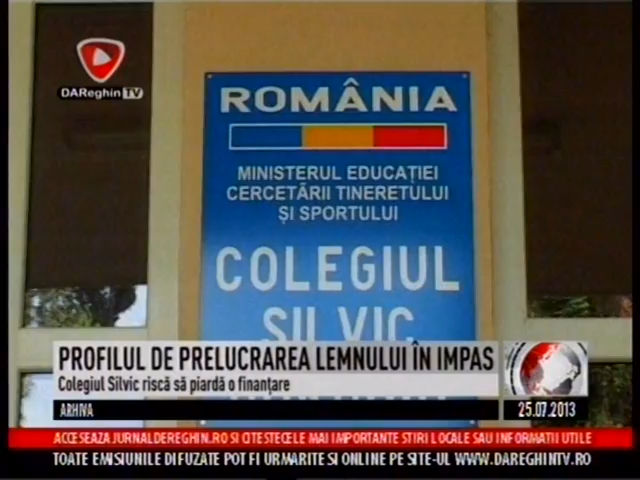 DAReghin TV
ROMÂNIA
MINISTERUL EDUCAȚIEI
CERCETĂRII TINERETULUI
ȘI SPORTULUI
COLEGIUL
SILVIC
PROFILUL DE PRELUCRAREA LEMNULUI ÎN IMPAS
Colegiul Silvic riscă să piardă o finanțare
ARHIVA
25.07.2013
ACCESEAZA JURNALDEREGHIN.RO SI CITESTE CELE MAI IMPORTANTE STIRI LOCALE SAU INFORMATII UTILE
TOATE EMISIUNILE DIFUZATE POT FI URMARITE SI ONLINE PE SITE-UL WWW.DAREGHINTV.RO